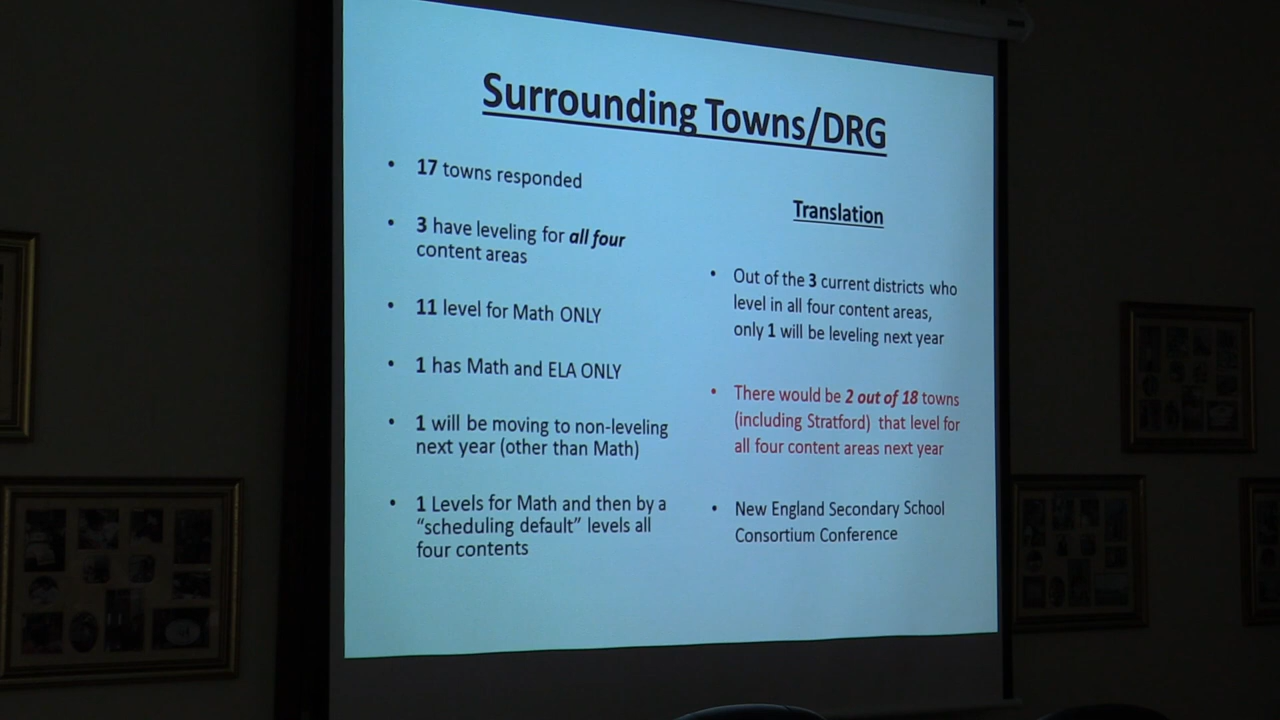 Surrounding Towns/DRG
• 17 towns responded
• 3 have leveling for all four
content areas
• 11 level for Math ONLY
• 1 has Math and ELA ONLY
• 1 will be moving to non-leveling
next year (other than Math)
• 1 Levels for Math and then by a
“scheduling default” levels all
four contents
Translation
• Out of the 3 current districts who
level in all four content areas,
only 1 will be leveling next year
• There would be 2 out of 18 towns
(including Stratford) that level for
all four content areas next year
• New England Secondary School
Consortium Conference